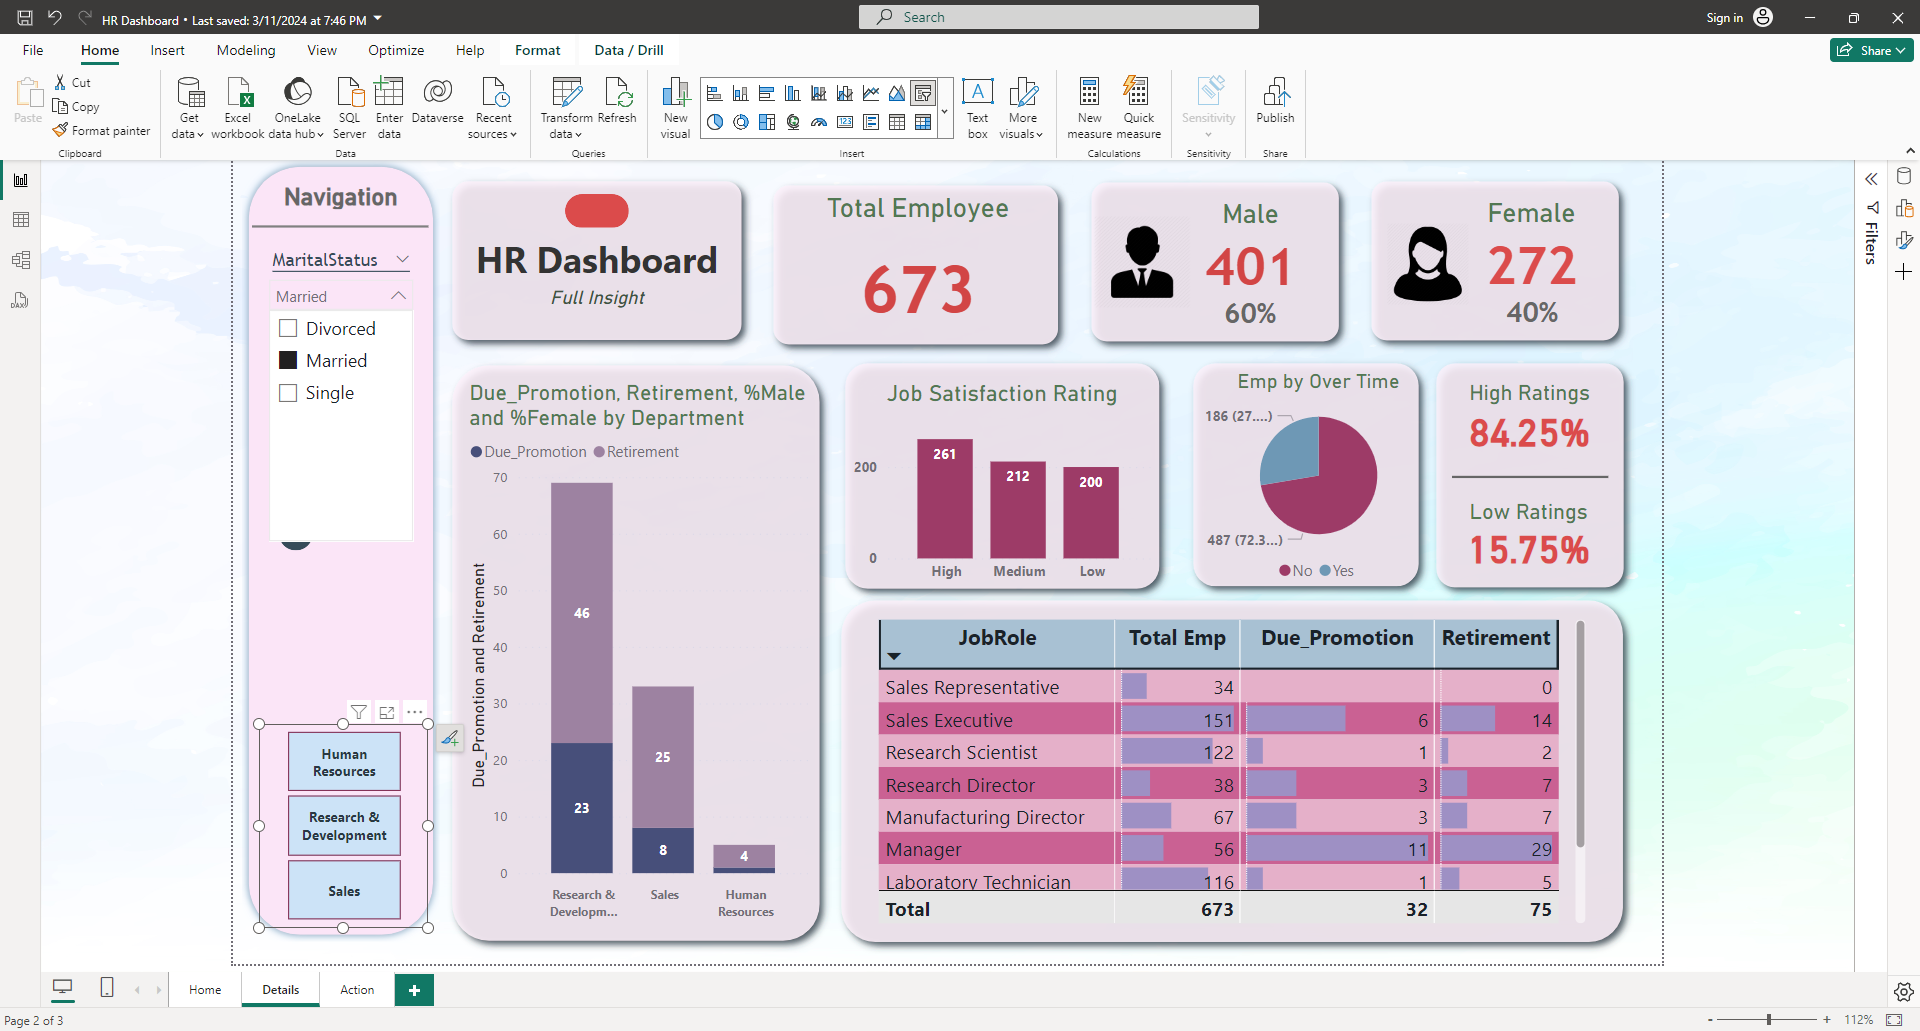 HR Dashboard • Last saved: 3/11/2024 at 7:46 PM
Search
Sign in
File Home Insert Modeling View Optimize Help Format Data / Drill
Share
Paste
Cut
Copy
Format painter
Clipboard
Get data
Excel workbook
OneLake data hub
SQL Server
Enter data
Dataverse
Recent sources
Data
Transform data
Refresh
Queries
New visual
123
Text box
More visuals
Insert
New measure
Quick measure
Calculations
Sensitivity
Sensitivity
Publish
Share
DAX
Navigation
MaritalStatus
Married
Divorced
Married
Single
Human
Resources
Research &
Development
Sales
HR Dashboard
Full Insight
Total Employee
673
Male
401
60%
Female
272
40%
Filters
Due_Promotion, Retirement, %Male
and %Female by Department
Due_Promotion Retirement
Due_Promotion and Retirement
70
60
50
40
30
20
10
0
46
23
25
8
4
Research &
Developm...
Sales
Human
Resources
Job Satisfaction Rating
200
0
261
212
200
High Medium Low
Emp by Over Time
186 (27....)
487 (72.3...)
No Yes
High Ratings
84.25%
Low Ratings
15.75%
JobRole Total Emp Due_Promotion Retirement
Sales Representative 34 0
Sales Executive 151 6 14
Research Scientist 122 1 2
Research Director 38 3 7
Manufacturing Director 67 3 7
Manager 56 11 29
Laboratory Technician 116 1 5
Total 673 32 75
Home Details Action
Page 2 of 3
- + 112%